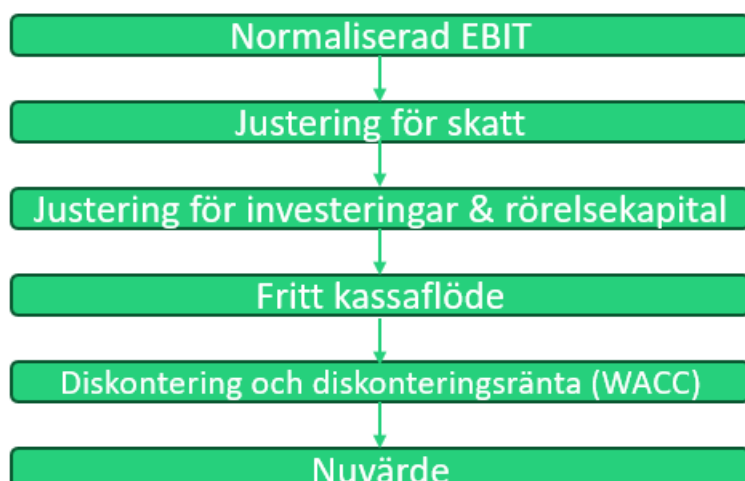 Normaliserad EBIT
Justering för skatt
Justering för investeringar & rörelsekapital
Fritt kassaflöde
Diskontering och diskonteringsränta (WACC)
Nuvärde